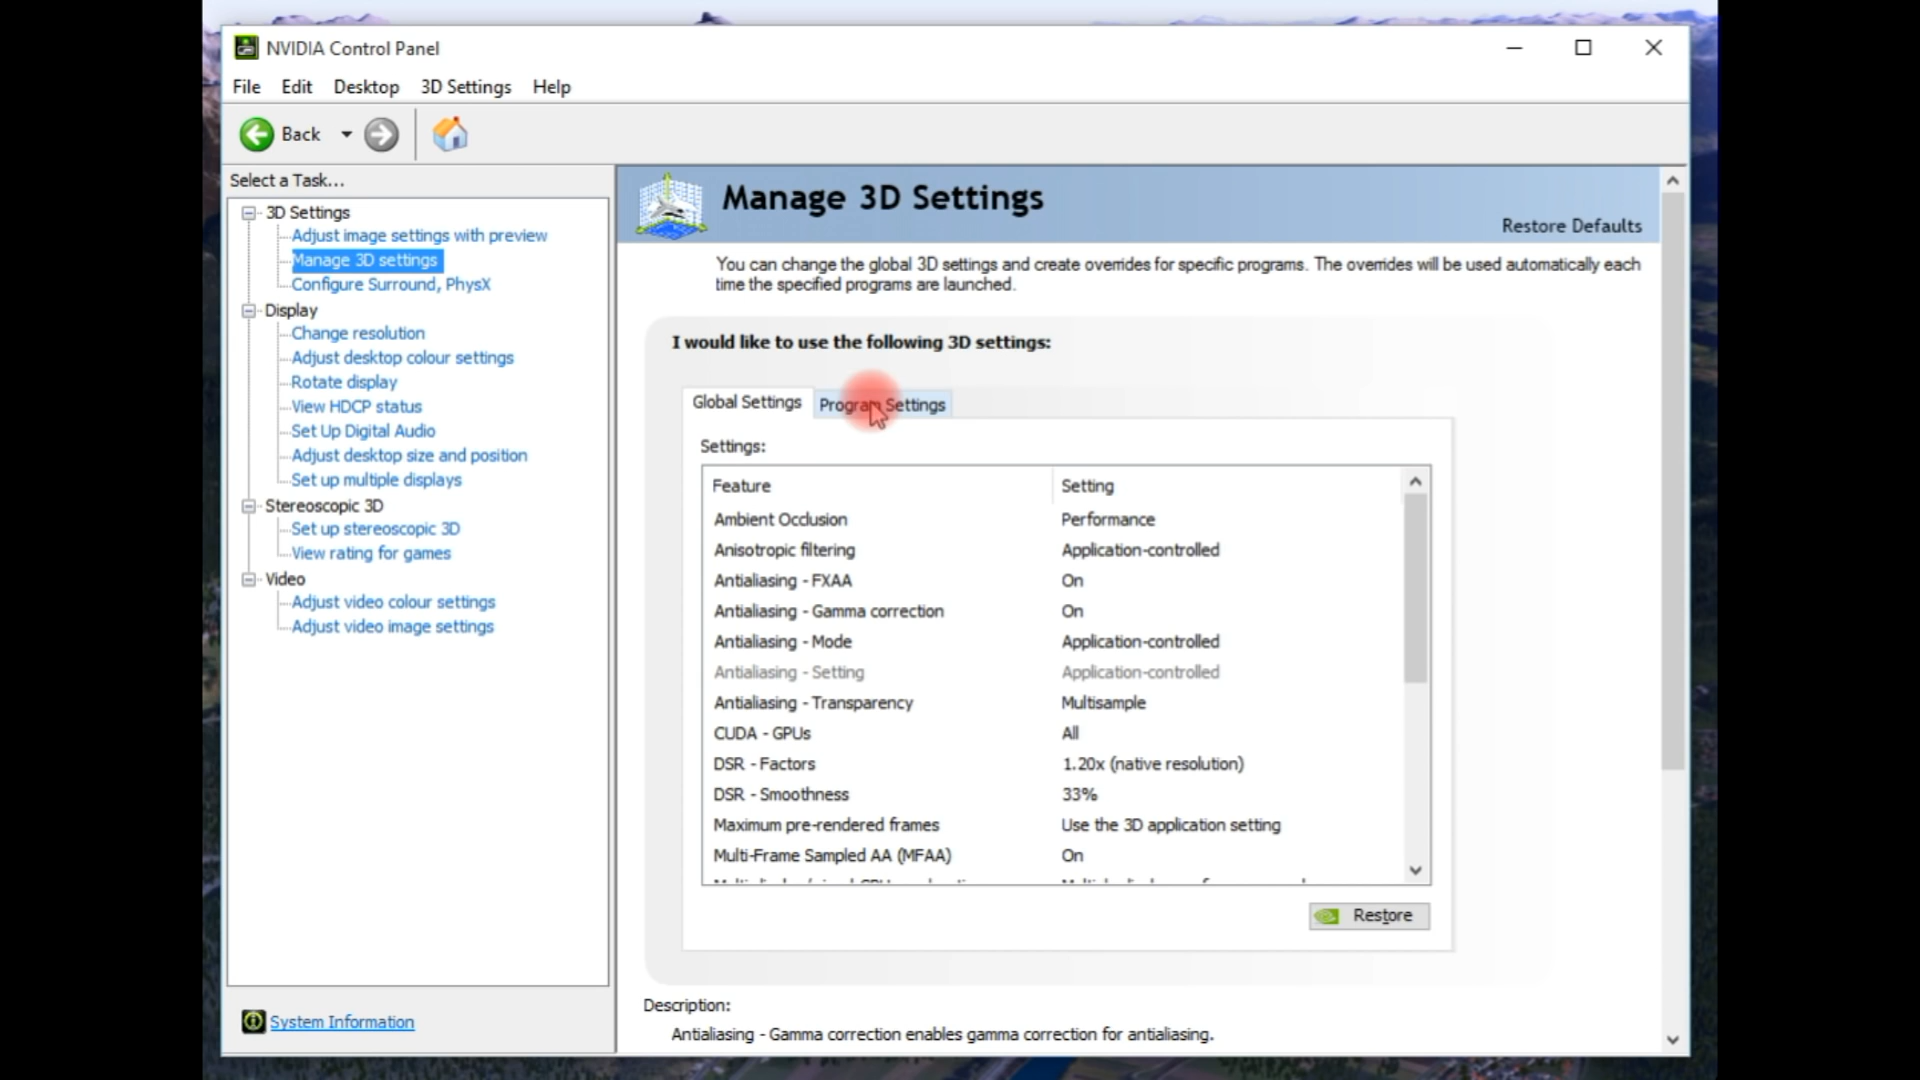 NVIDIA Control Panel
File Edit Desktop 3D Settings Help
Back
Select a Task...
3D Settings
Adjust image settings with preview
Manage 3D settings
Configure Surround, PhysX
Display
Change resolution
Adjust desktop colour settings
Rotate display
View HDCP status
Set Up Digital Audio
Adjust desktop size and position
Set up multiple displays
Stereoscopic 3D
Set up stereoscopic 3D
View rating for games
Video
Adjust video colour settings
Adjust video image settings
System Information
Manage 3D Settings
Restore Defaults
You can change the global 3D settings and create overrides for specific programs. The overrides will be used automatically each
time the specified programs are launched.
I would like to use the following 3D settings:
Global Settings Program Settings
Settings:
Feature Setting
Ambient Occlusion Performance
Anisotropic filtering Application-controlled
Antialiasing - FXAA On
Antialiasing - Gamma correction On
Antialiasing - Mode Application-controlled
Antialiasing - Setting Application-controlled
Antialiasing - Transparency Multisample
CUDA - GPUs All
DSR - Factors 1.20x (native resolution)
DSR - Smoothness 33%
Maximum pre-rendered frames Use the 3D application setting
Multi-Frame Sampled AA (MFAA) On
Restore
Description:
Antialiasing - Gamma correction enables gamma correction for antialiasing.